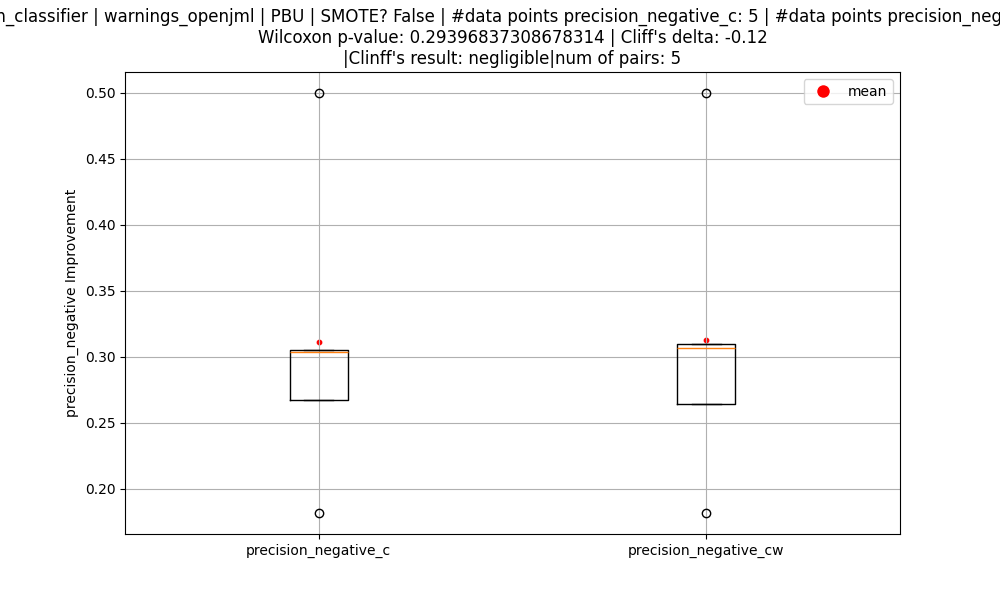 _classifier | warnings_openjml | PBU | SMOTE? False | #data points precision_negative_c: 5 | #data points precision_neg
Wilcoxon p-value: 0.29396837308678314 | Cliff's delta: -0.12
|Clinff's result: negligible|num of pairs: 5
mean
0.50
0.45
0.40
0.35
0.30
0.25
0.20
precision_negative Improvement
precision_negative_c
precision_negative_cw